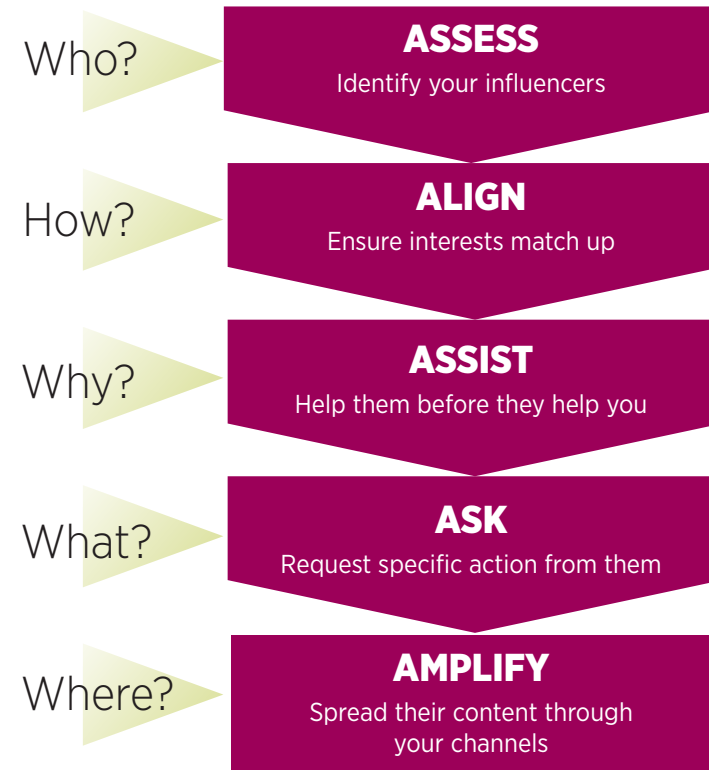 Who?
ASSESS
Identify your influencers
How?
ALIGN
Ensure interests match up
Why?
ASSIST
Help them before they help you
What?
ASK
Request specific action from them
Where?
AMPLIFY
Spread their content through
your channels